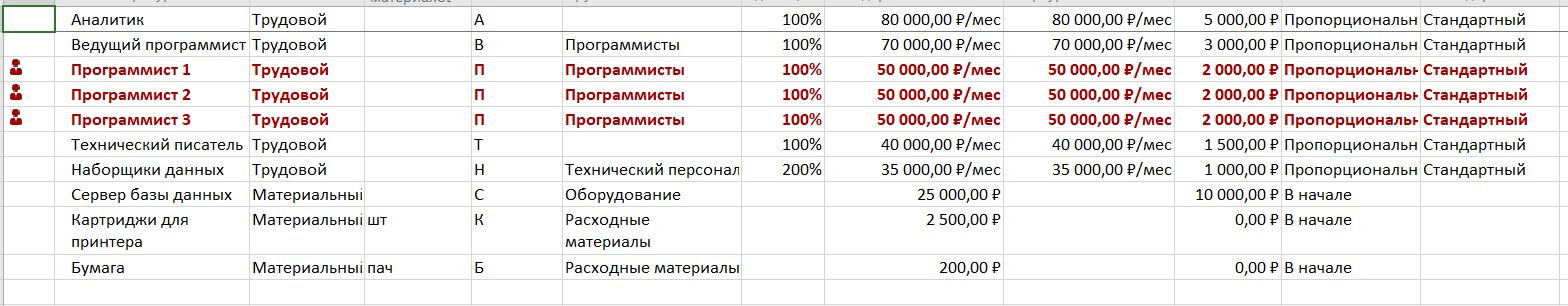 Аналитик Трудовой А 100% 80 000,00 ₽/мес 80 000,00 ₽/мес 5 000,00 ₽ Пропорциональн Стандартный
Ведущий программист Трудовой В Программисты 100% 70 000,00 ₽/мес 70 000,00 ₽/мес 3 000,00 ₽ Пропорциональн Стандартный
Программист 1 Трудовой П Программисты 100% 50 000,00 ₽/мес 50 000,00 ₽/мес 2 000,00 ₽ Пропорциональн Стандартный
Программист 2 Трудовой П Программисты 100% 50 000,00 ₽/мес 50 000,00 ₽/мес 2 000,00 ₽ Пропорциональн Стандартный
Программист 3 Трудовой П Программисты 100% 50 000,00 ₽/мес 50 000,00 ₽/мес 2 000,00 ₽ Пропорциональн Стандартный
Технический писатель Трудовой Т 100% 40 000,00 ₽/мес 40 000,00 ₽/мес 1 500,00 ₽ Пропорциональн Стандартный
Наборщики данных Трудовой Н Технический персонал 200% 35 000,00 ₽/мес 35 000,00 ₽/мес 1 000,00 ₽ Пропорциональн Стандартный
Сервер базы данных Материальный С Оборудование 25 000,00 ₽ 10 000,00 ₽ В начале
Картриджи для Материальный шт К Расходные 2 500,00 ₽ 0,00 ₽ В начале
принтера материалы
Бумага Материальный пач Б Расходные материалы 200,00 ₽ 0,00 ₽ В начале